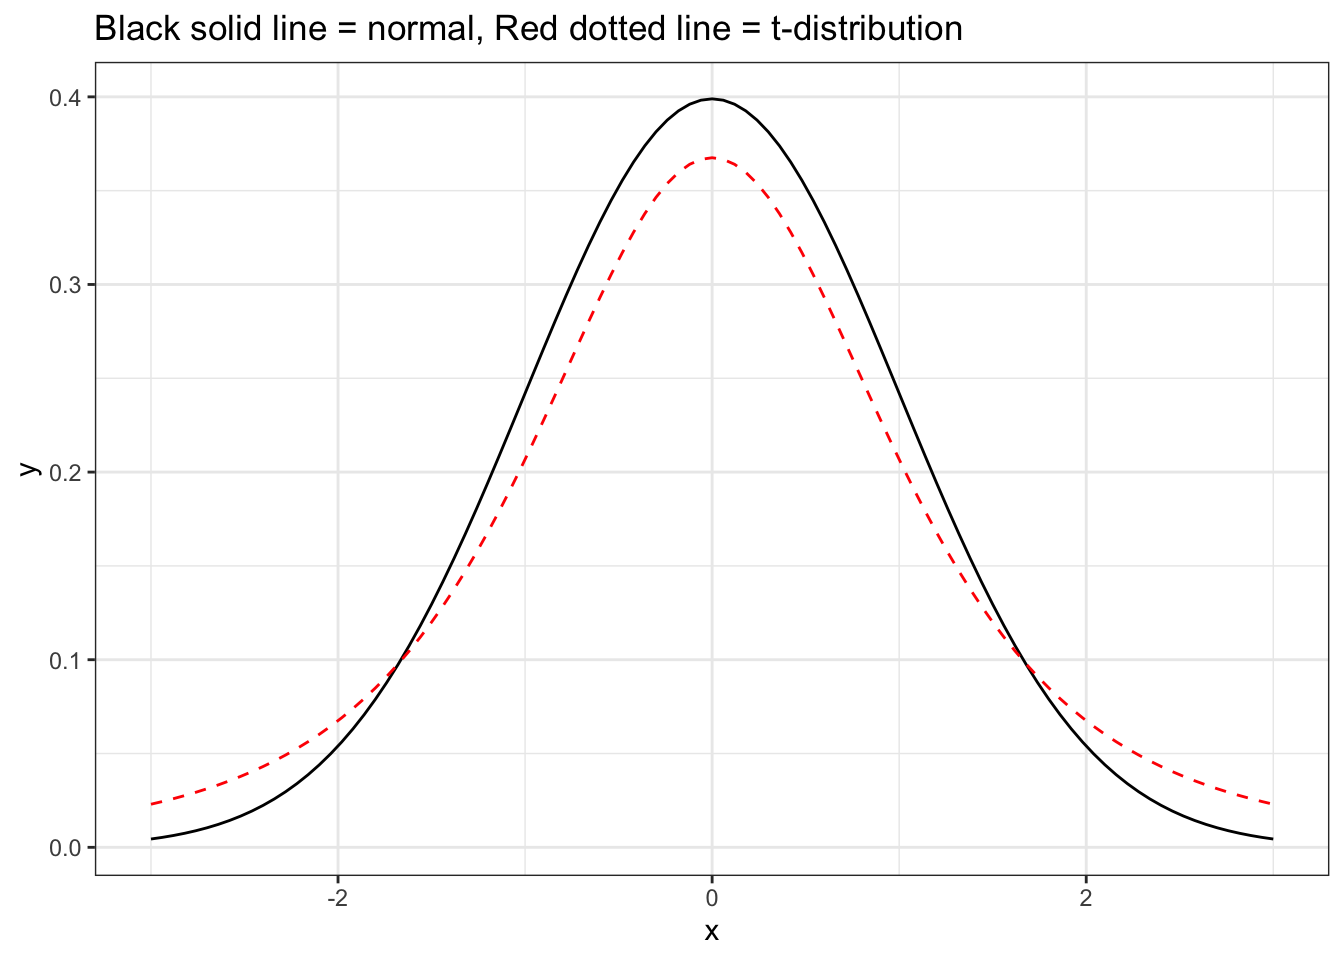 Black solid line = normal, Red dotted line = t-distribution
0.4
0.3
0.2
0.1
0.0
y
-2
0
2
x